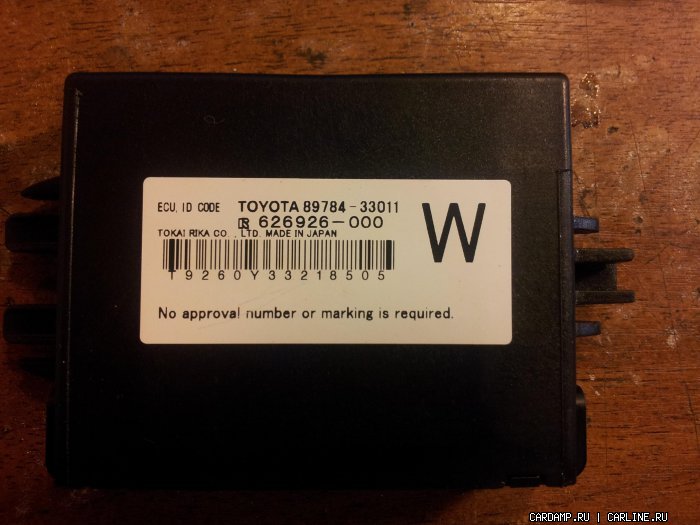 ECU, ID CODE TOYOTA 89784-33011
R 626926-000
TOKAI RIKA CO., LTD. MADE IN JAPAN
W
T9260Y33218505
No approval number or marking is required.
CARDAMP.RU | CARLINE.RU